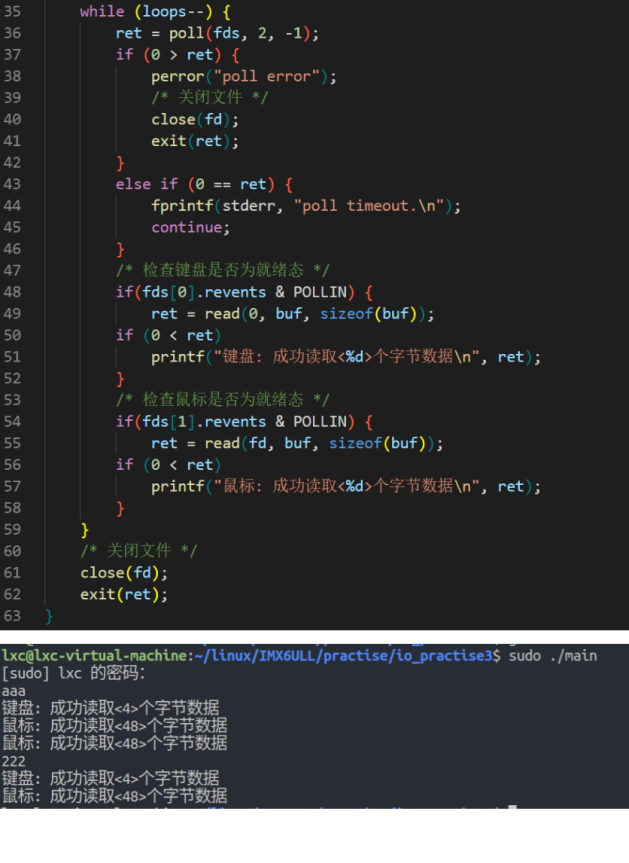 35 while (loops--) {
36 ret = poll(fds, 2, -1);
37 if (0 > ret) {
38 perror("poll error");
39 /* 关闭文件 */
40 close(fd);
41 exit(ret);
42 }
43 else if (0 == ret) {
44 fprintf(stderr, "poll timeout.\n");
45 continue;
46 }
47 /* 检查键盘是否为就绪态 */
48 if(fds[0].revents & POLLIN) {
49 ret = read(0, buf, sizeof(buf));
50 if (0 < ret)
51 printf("键盘: 成功读取<%d>个字节数据\n", ret);
52 }
53 /* 检查鼠标是否为就绪态 */
54 if(fds[1].revents & POLLIN) {
55 ret = read(fd, buf, sizeof(buf));
56 if (0 < ret)
57 printf("鼠标: 成功读取<%d>个字节数据\n", ret);
58 }
59 }
60 /* 关闭文件 */
61 close(fd);
62 exit(ret);
63 }
lxc@lxc-virtual-machine:~/linux/IMX6ULL/practise/io_practise3$ sudo ./main
[sudo] lxc 的密码：
aaa
键盘: 成功读取<4>个字节数据
鼠标: 成功读取<48>个字节数据
鼠标: 成功读取<48>个字节数据
222
键盘: 成功读取<4>个字节数据
鼠标: 成功读取<48>个字节数据